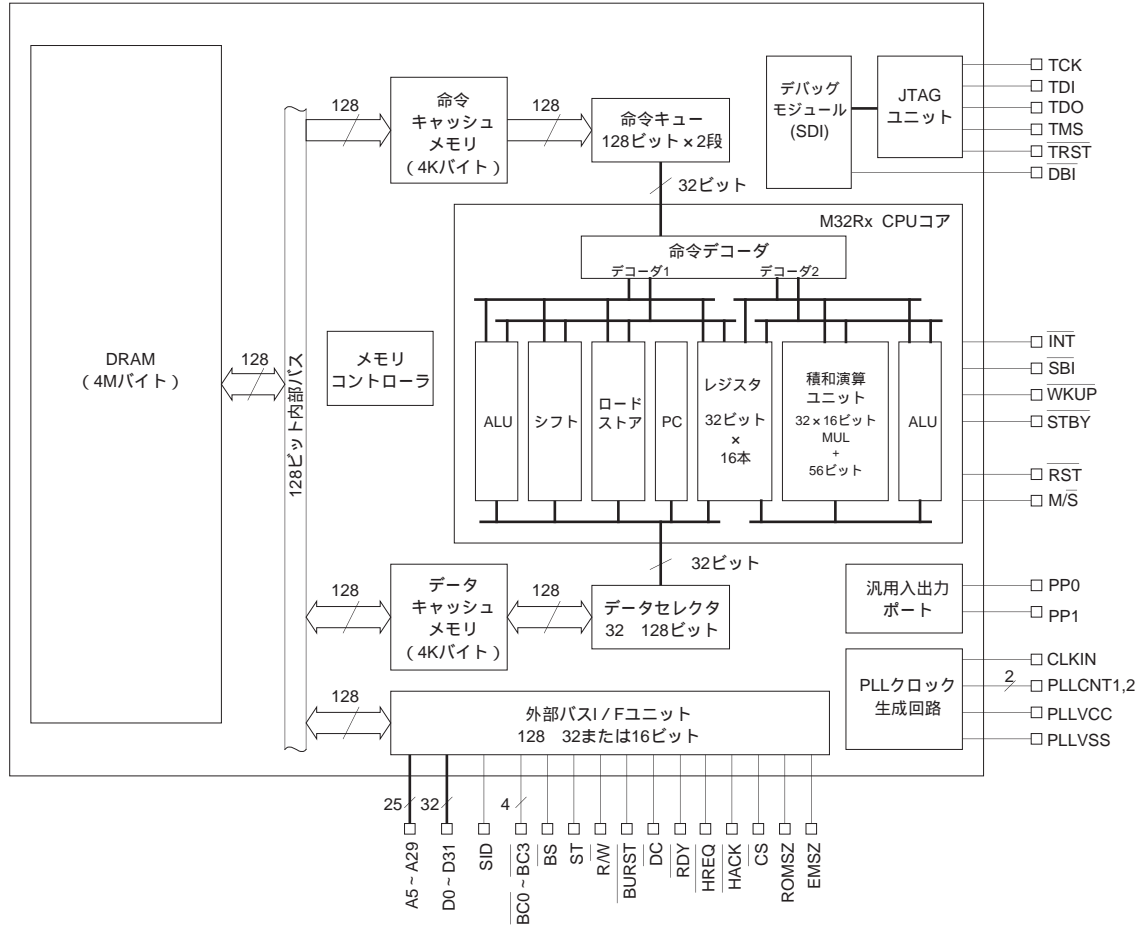 DRAM
（4Mバイト）
128
128ビット内部バス
128
命令
キャッシュ
メモリ
（4Kバイト）
128
命令キュー
128ビット×2段
32ビット
デバッグ
モジュール
(SDI)
JTAG
ユニット
TCK
TDI
TDO
TMS
TRST
DBI
M32Rx CPUコア
命令デコーダ
デコーダ1
デコーダ2
メモリ
コントローラ
ALU
シフト
ロード
ストア
PC
レジスタ
32ビット
×
16本
積和演算
ユニット
32×16ビット
MUL
+
56ビット
ALU
INT
SBI
WKUP
STBY
RST
M/S
32ビット
128
データ
キャッシュ
メモリ
（4Kバイト）
128
データセレクタ
32 128ビット
汎用入出力
ポート
PP0
PP1
PLLクロック
生成回路
CLKIN
2
PLLCNT1,2
PLLVCC
PLLVSS
128
外部バスI/Fユニット
128 32または16ビット
25
32
4
A5～A29
D0～D31
SID
BC0～BC3
BS
ST
R/W
BURST
DC
RDY
HREQ
HACK
CS
ROMSZ
EMSZ